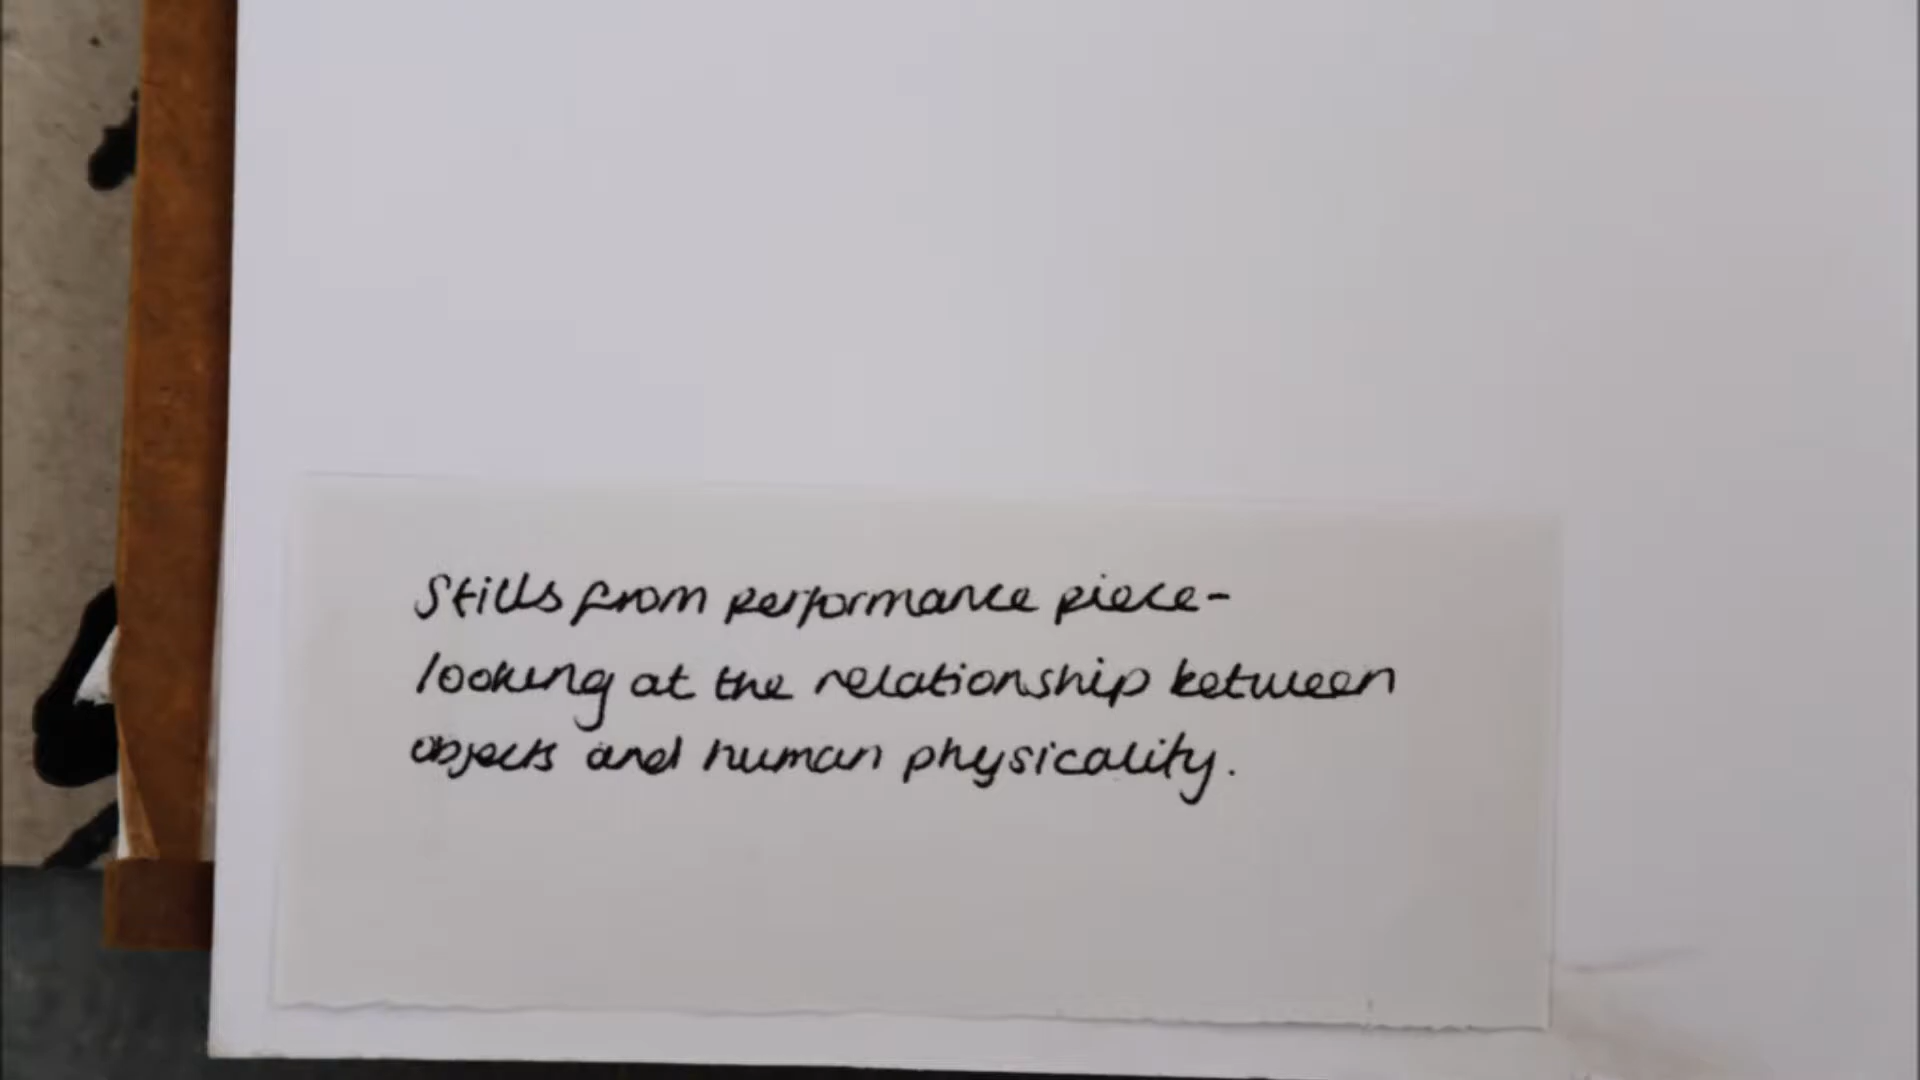 Stills from performance piece-
looking at the relationship between
objects and human physicality.